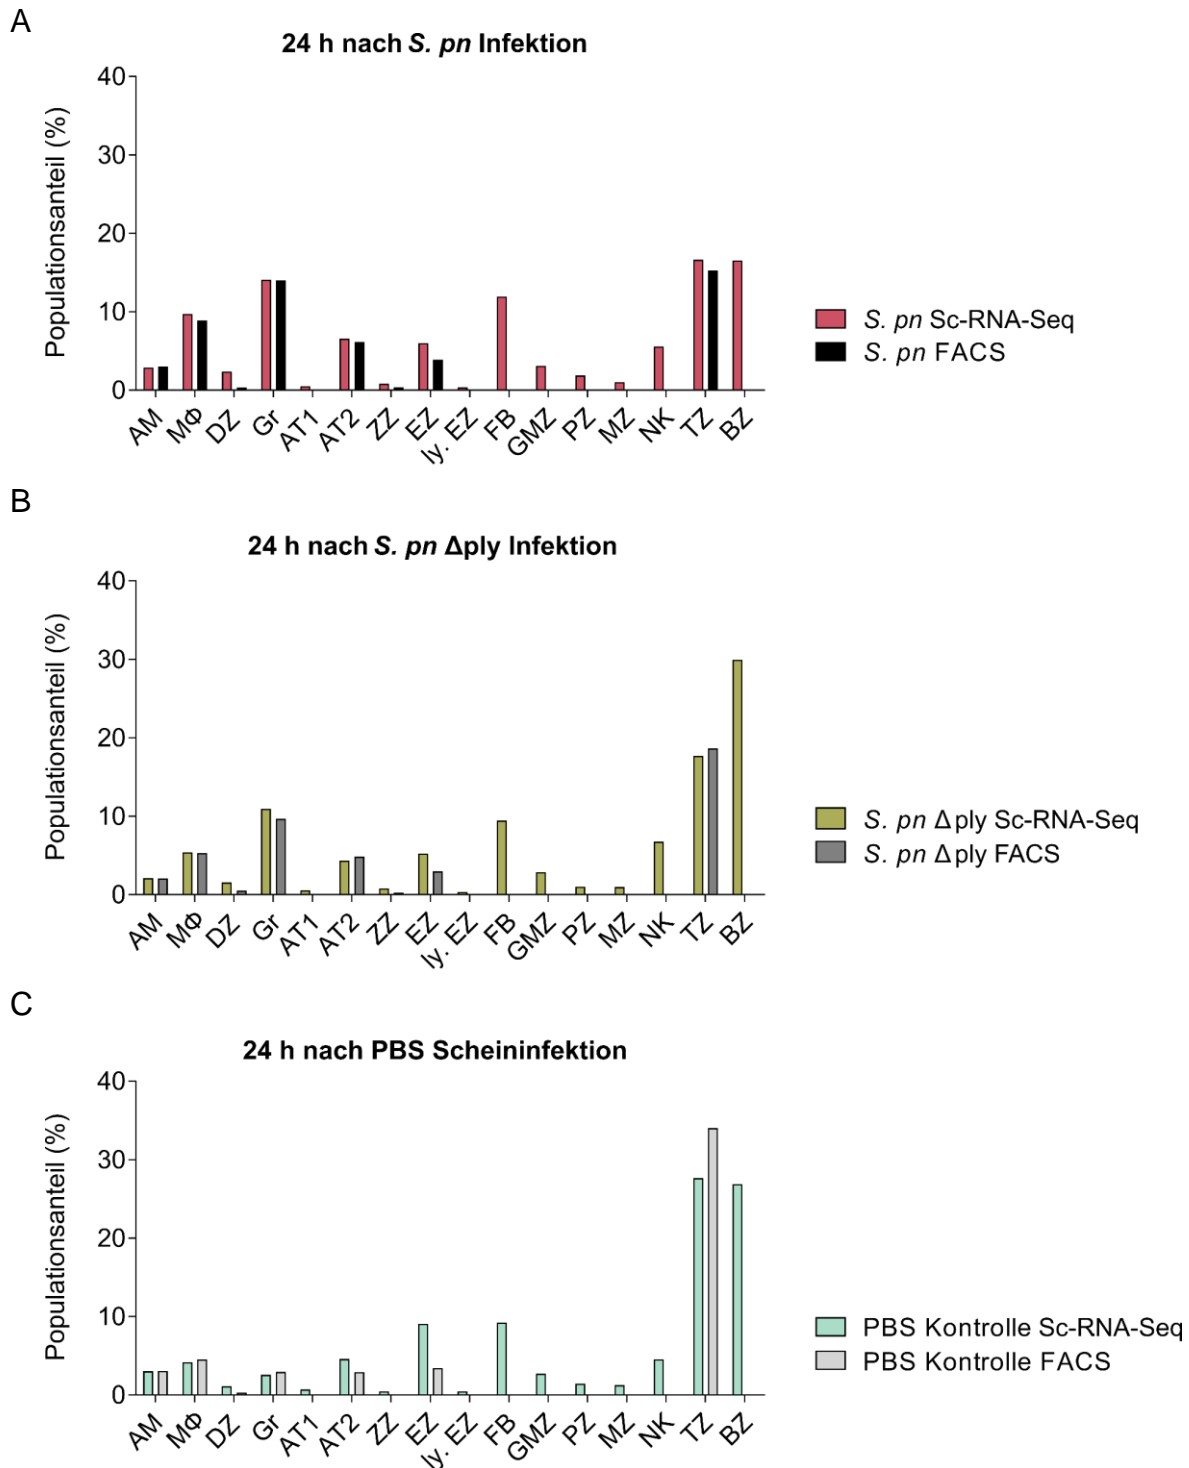 A
24 h nach S. pn Infektion
Populationsanteil (%)
40
30
20
10
0
AM MΦ DZ Gr AT1 AT2 ZZ EZ ly. EZ FB GMZ PZ MZ NK TZ BZ
S. pn Sc-RNA-Seq
S. pn FACS
B
24 h nach S. pn Δply Infektion
Populationsanteil (%)
40
30
20
10
0
AM MΦ DZ Gr AT1 AT2 ZZ EZ ly. EZ FB GMZ PZ MZ NK TZ BZ
S. pn Δply Sc-RNA-Seq
S. pn Δply FACS
C
24 h nach PBS Scheininfektion
Populationsanteil (%)
40
30
20
10
0
AM MΦ DZ Gr AT1 AT2 ZZ EZ ly. EZ FB GMZ PZ MZ NK TZ BZ
PBS Kontrolle Sc-RNA-Seq
PBS Kontrolle FACS